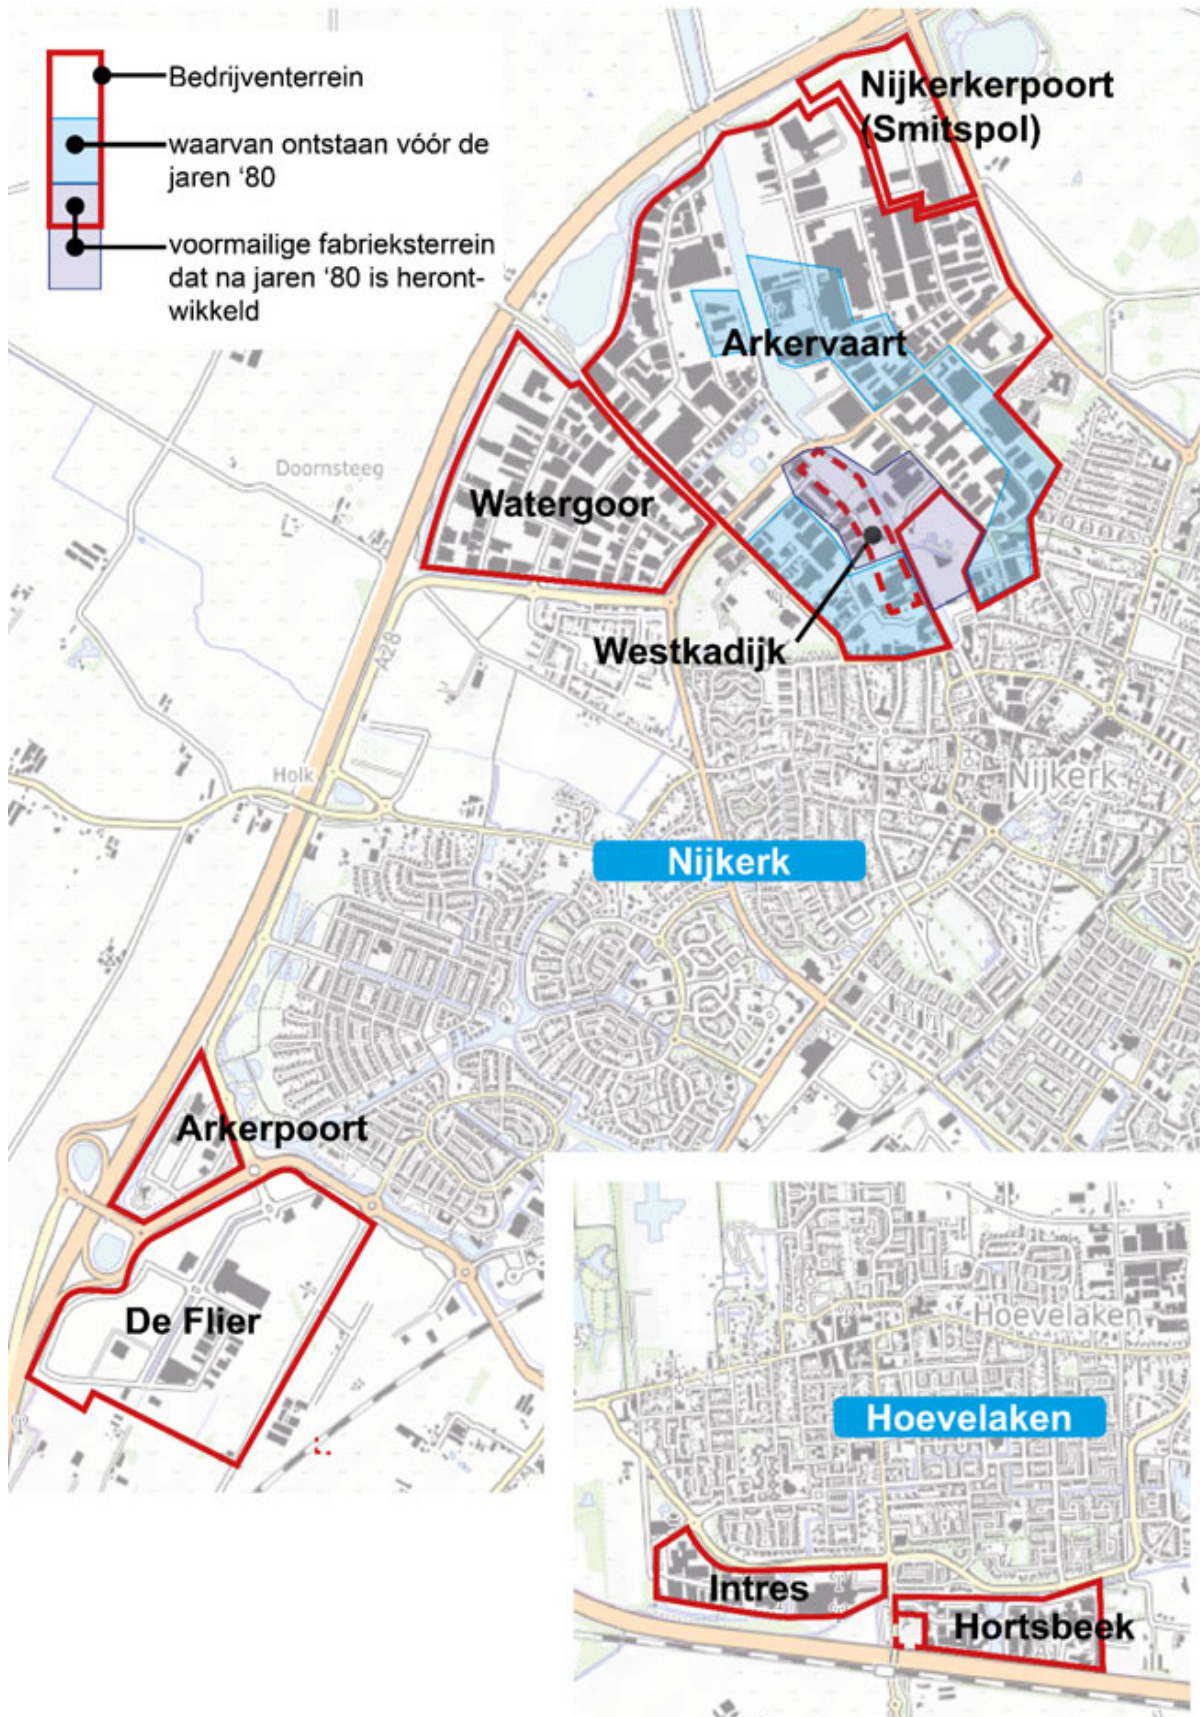 Bedrijventerrein
waarvan ontstaan vóór de
jaren ‘80
voormailige fabrieksterrein
dat na jaren ‘80 is heront-
wikkeld
Nijkerkerpoort
(Smitspol)
Arkervaart
Doornsteeg
Watergoor
Westkadijk
A28
Holk
Nijkerk
Nijkerk
Arkerpoort
De Flier
Hoevelaken
Hoevelaken
Intres
Hortsbeek